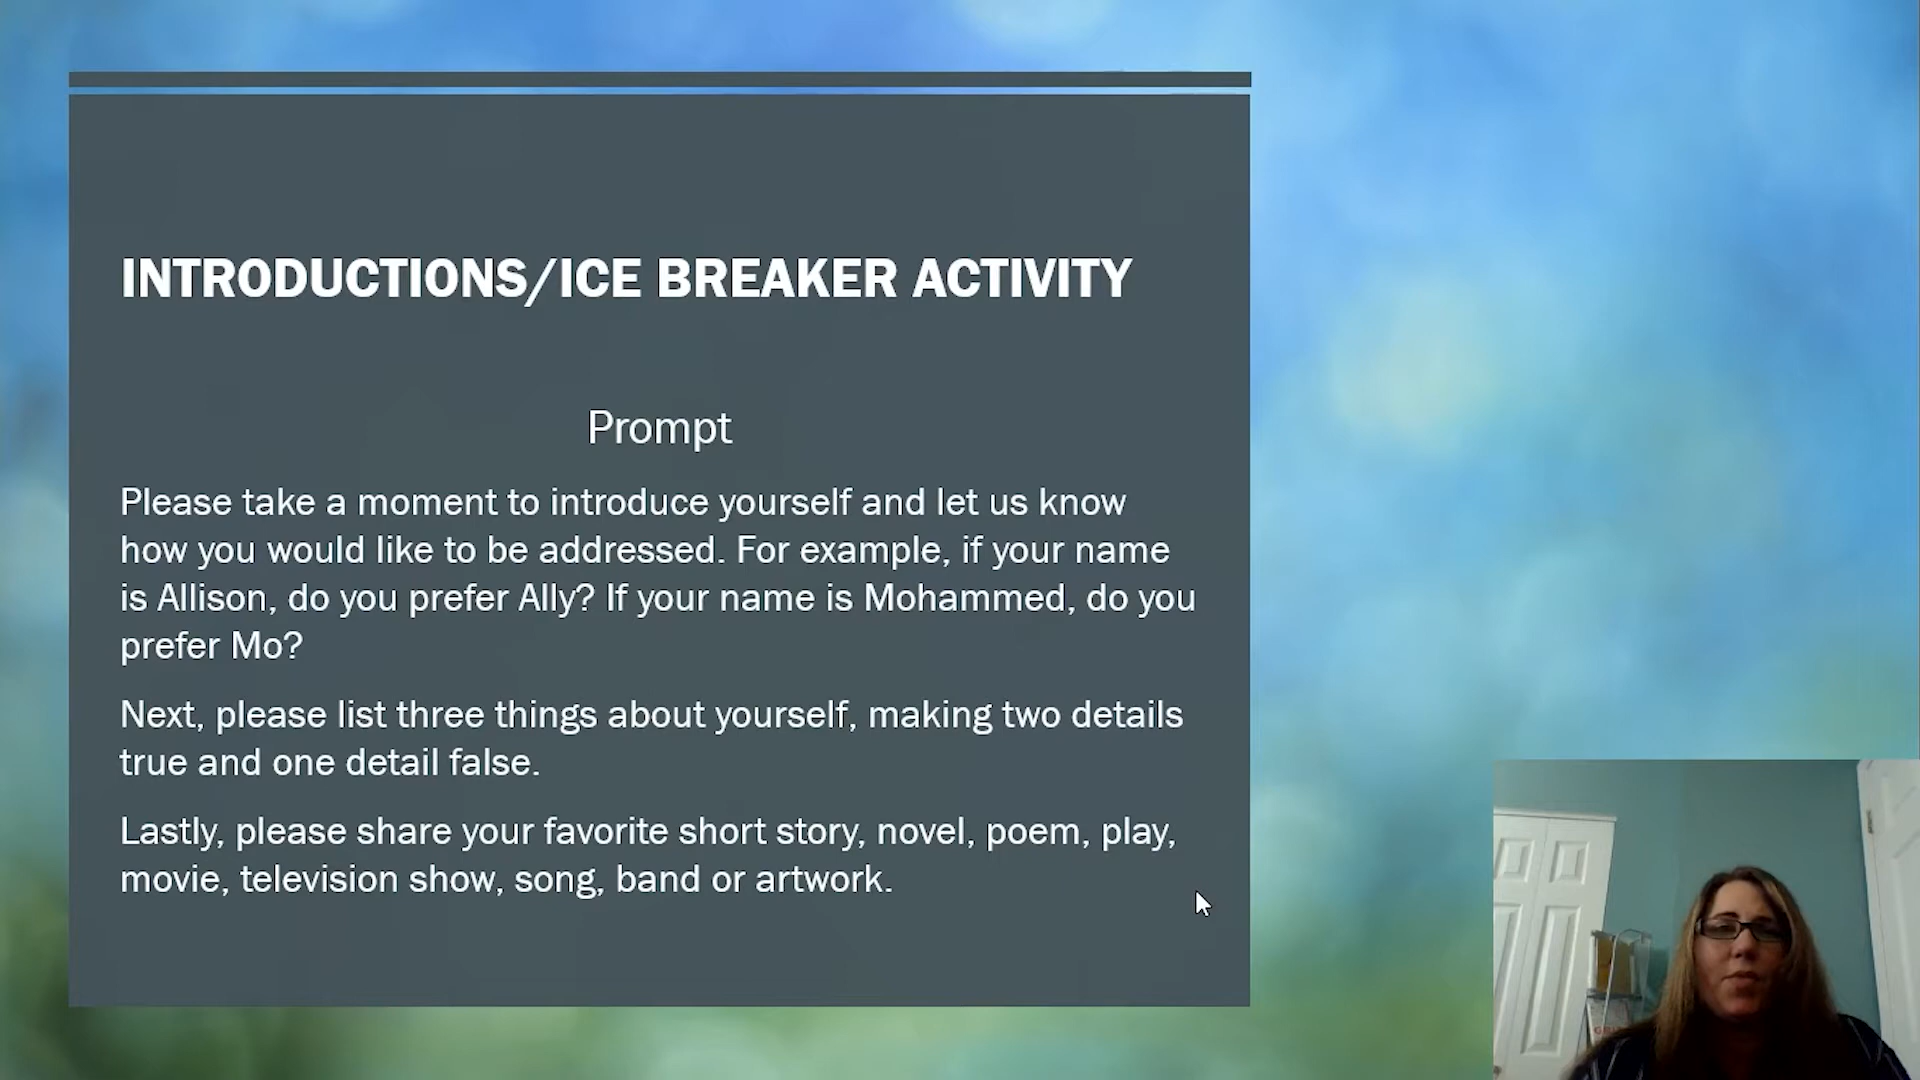 INTRODUCTIONS/ICE BREAKER ACTIVITY
Prompt
Please take a moment to introduce yourself and let us know
how you would like to be addressed. For example, if your name
is Allison, do you prefer Ally? If your name is Mohammed, do you
prefer Mo?
Next, please list three things about yourself, making two details
true and one detail false.
Lastly, please share your favorite short story, novel, poem, play,
movie, television show, song, band or artwork.